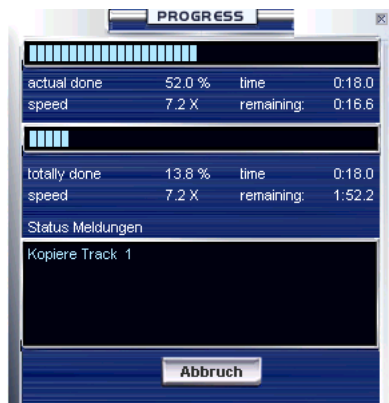 PROGRESS
actual done 52.0 % time 0:18.0
speed 7.2 X remaining: 0:16.6
totally done 13.8 % time 0:18.0
speed 7.2 X remaining: 1:52.2
Status Meldungen
Kopiere Track 1
Abbruch